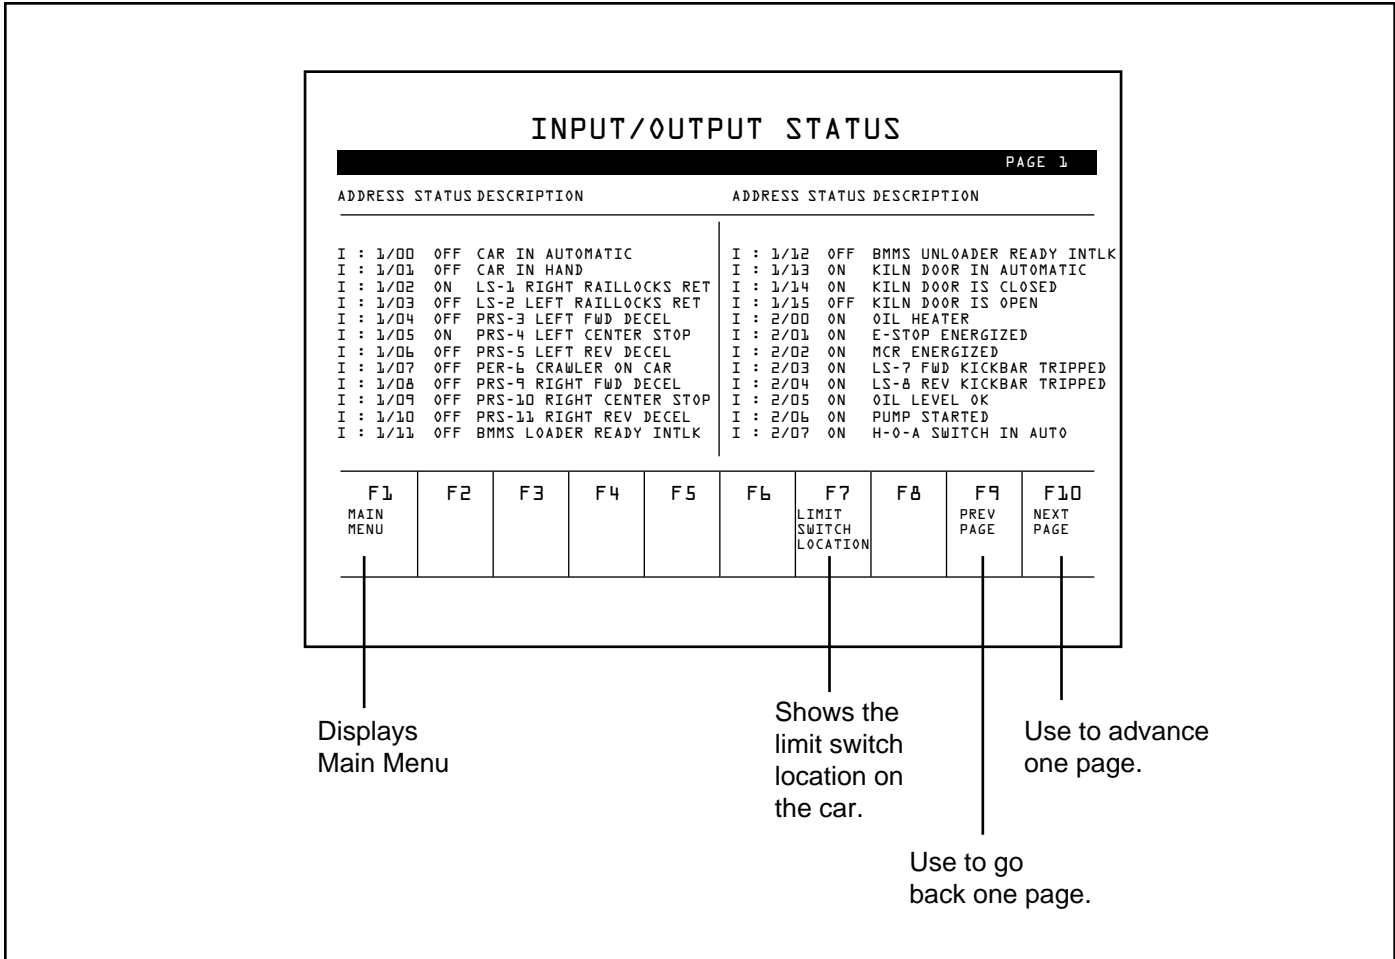 INPUT/OUTPUT STATUS
PAGE 1
ADDRESS STATUS DESCRIPTION
I : 1/00 OFF CAR IN AUTOMATIC
I : 1/01 OFF CAR IN HAND
I : 1/02 ON LS-1 RIGHT RAILLOCKS RET
I : 1/03 OFF LS-2 LEFT RAILLOCKS RET
I : 1/04 OFF PRS-3 LEFT FWD DECEL
I : 1/05 ON PRS-4 LEFT CENTER STOP
I : 1/06 OFF PRS-5 LEFT REV DECEL
I : 1/07 OFF PER-6 CRAWLER ON CAR
I : 1/08 OFF PRS-9 RIGHT FWD DECEL
I : 1/09 OFF PRS-10 RIGHT CENTER STOP
I : 1/10 OFF PRS-11 RIGHT REV DECEL
I : 1/11 OFF BMMS LOADER READY INTLK
ADDRESS STATUS DESCRIPTION
I : 1/12 OFF BMMS UNLOADER READY INTLK
I : 1/13 ON KILN DOOR IN AUTOMATIC
I : 1/14 ON KILN DOOR IS CLOSED
I : 1/15 OFF KILN DOOR IS OPEN
I : 2/00 ON OIL HEATER
I : 2/01 ON E-STOP ENERGIZED
I : 2/02 ON MCR ENERGIZED
I : 2/03 ON LS-7 FWD KICKBAR TRIPPED
I : 2/04 ON LS-8 REV KICKBAR TRIPPED
I : 2/05 ON OIL LEVEL OK
I : 2/06 ON PUMP STARTED
I : 2/07 ON H-O-A SWITCH IN AUTO
F1
MAIN
MENU
F2
F3
F4
F5
F6
F7
LIMIT
SWITCH
LOCATION
F8
F9
PREV
PAGE
F10
NEXT
PAGE
Displays
Main Menu
Shows the
limit switch
location on
the car.
Use to advance
one page.
Use to go
back one page.